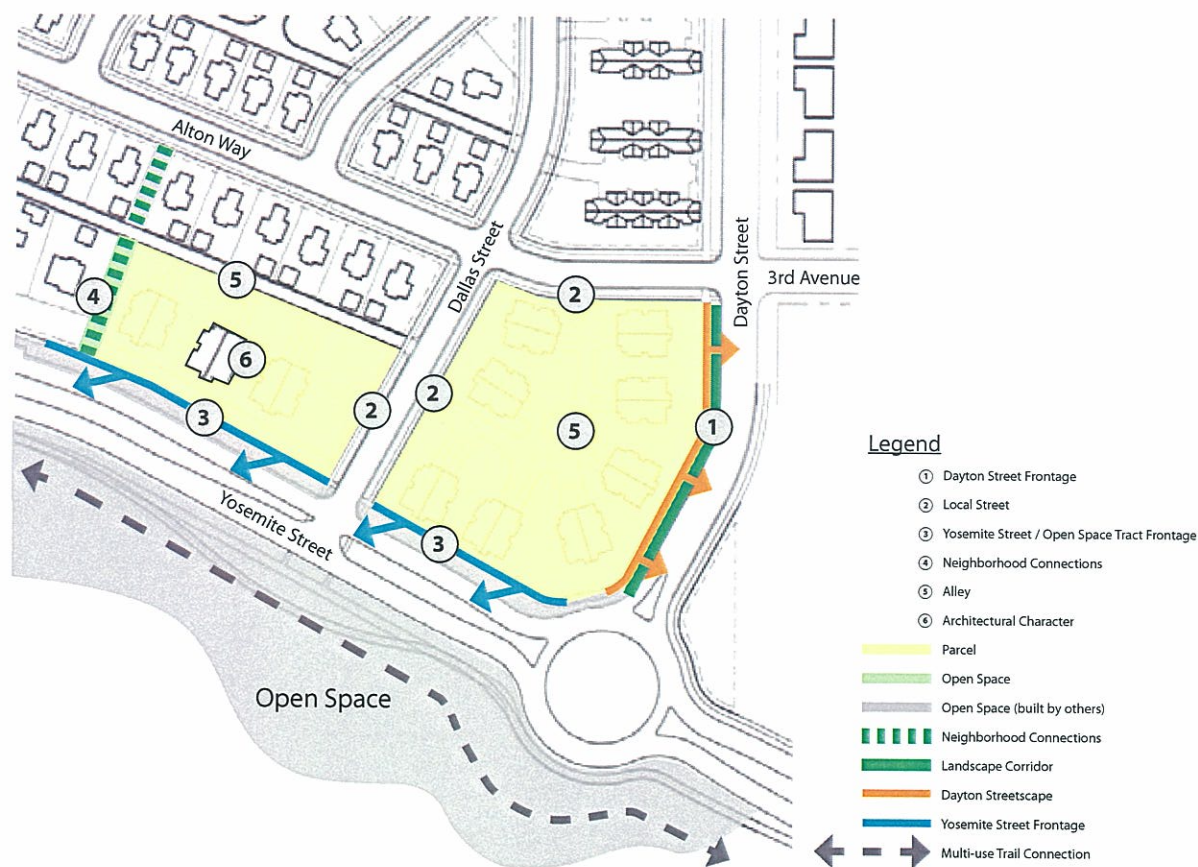 Alton Way
Dallas Street
Dayton Street
3rd Avenue
5
2
4
6
2
2
3
5
1
3
Yosemite Street
Open Space
Legend
1 Dayton Street Frontage
2 Local Street
3 Yosemite Street / Open Space Tract Frontage
4 Neighborhood Connections
5 Alley
6 Architectural Character
Parcel
Open Space
Open Space (built by others)
Neighborhood Connections
Landscape Corridor
Dayton Streetscape
Yosemite Street Frontage
Multi-use Trail Connection